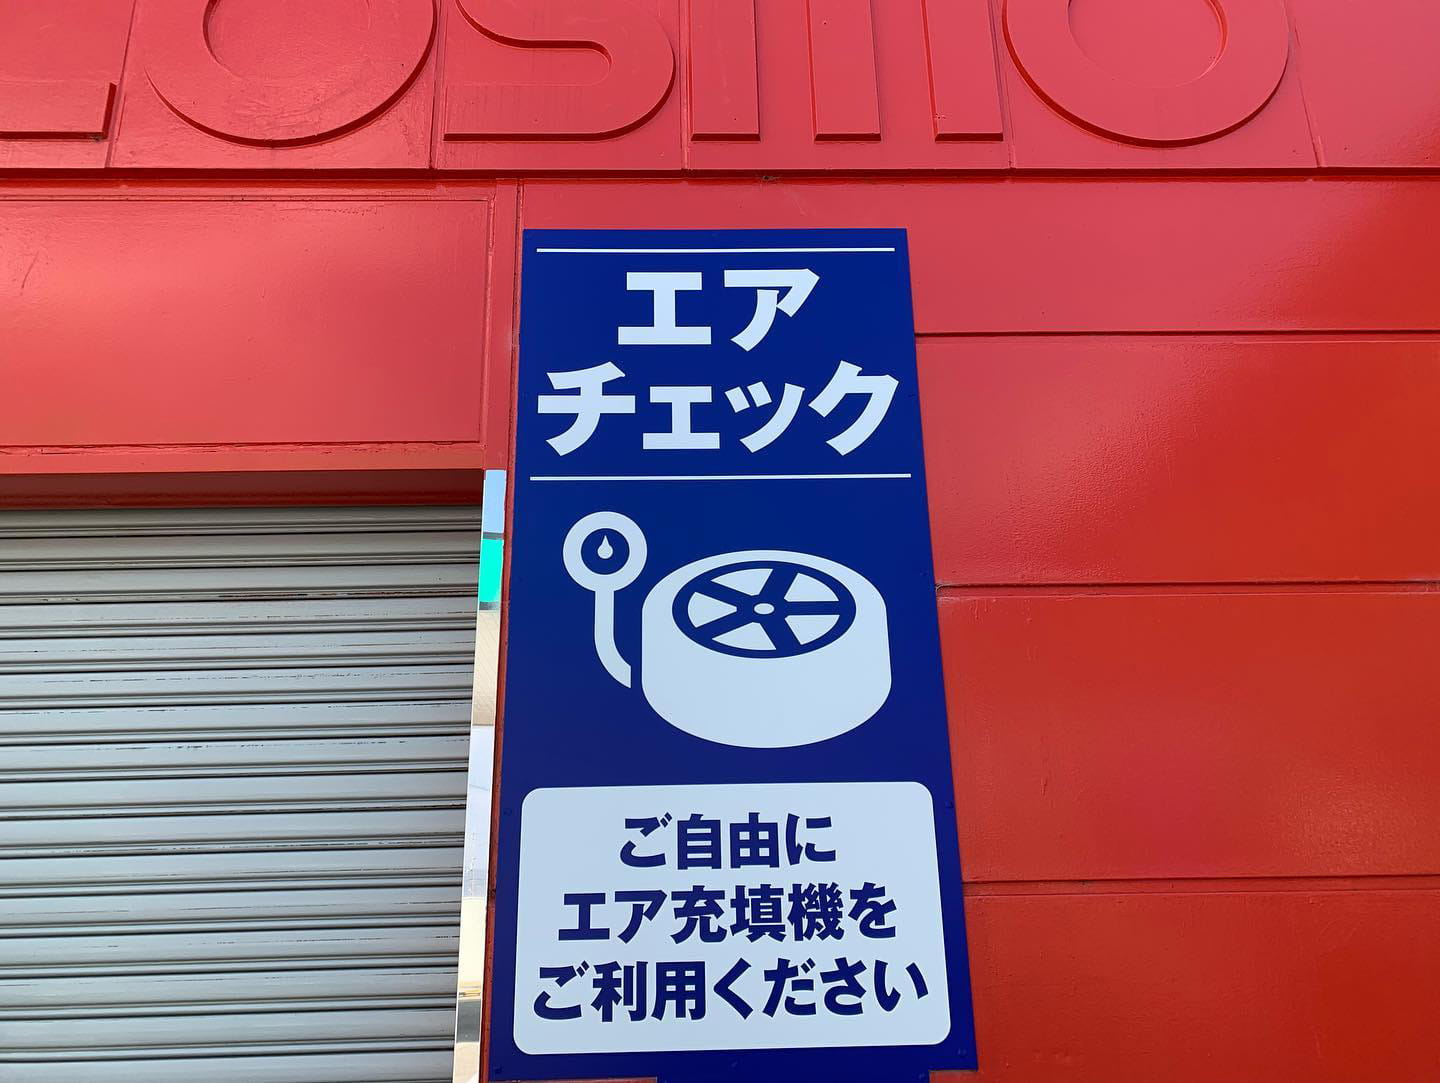 COSMO
エア
チェック
ご自由に
エア充填機を
ご利用ください